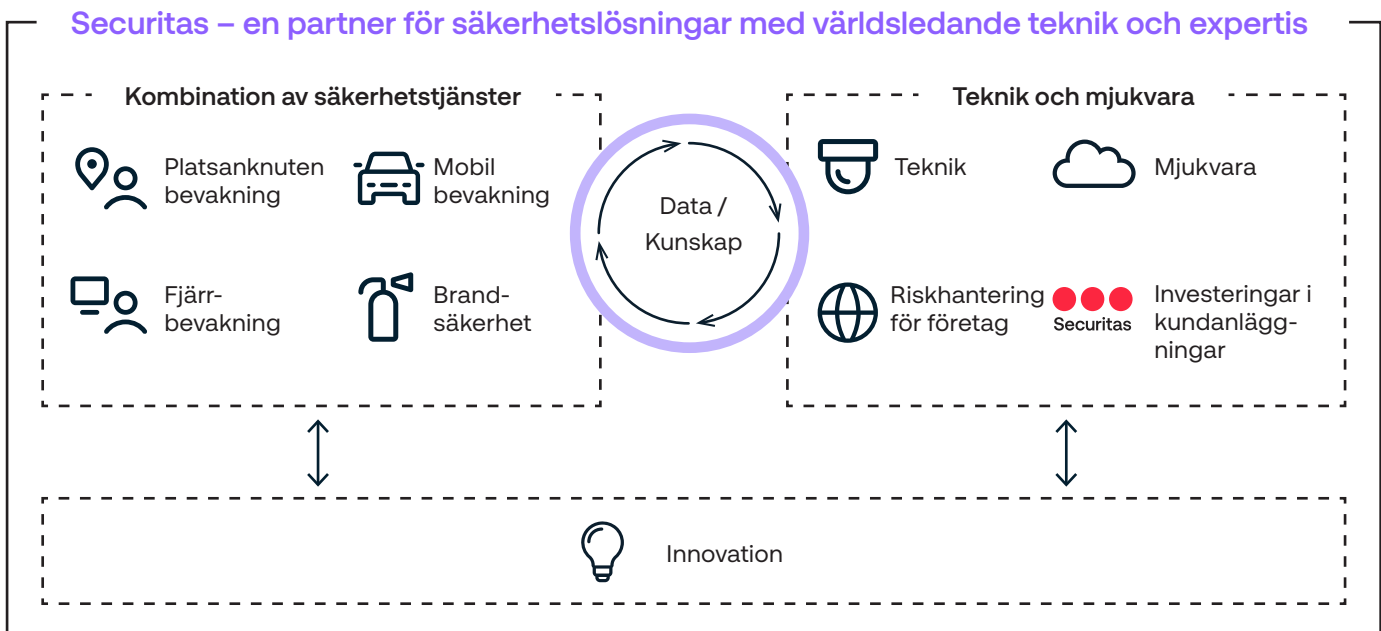 Securitas – en partner för säkerhetslösningar med världsledande teknik och expertis
Kombination av säkerhetstjänster
Platsanknuten
bevakning
Mobil
bevakning
Fjärr-
bevakning
Brand-
säkerhet
Data /
Kunskap
Teknik och mjukvara
Teknik
Mjukvara
Riskhantering
för företag
Securitas
Investeringar i
kundanlägg-
ningar
Innovation